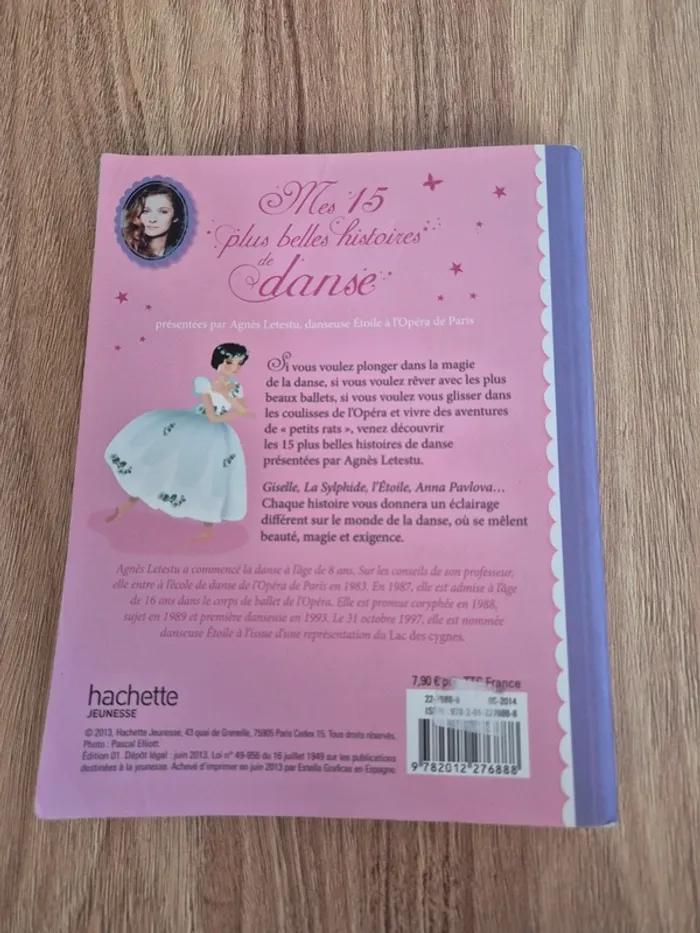 Mes 15
plus belles histoires
de
danse
présentées par Agnès Letestu, danseuse Étoile à l'Opéra de Paris
Si vous voulez plonger dans la magie
de la danse, si vous voulez rêver avec les plus
beaux ballets, si vous voulez vous glisser dans
les coulisses de l'Opéra et vivre des aventures
de « petits rats », venez découvrir
les 15 plus belles histoires de danse
présentées par Agnès Letestu.
Giselle, La Sylphide, l'Étoile, Anna Pavlova…
Chaque histoire vous donnera un éclairage
différent sur le monde de la danse, où se mêlent
beauté, magie et exigence.
Agnès Letestu a commencé la danse à l'âge de 8 ans. Sur les conseils de son professeur,
elle entre à l'école de danse de l'Opéra de Paris en 1983. En 1987, elle est admise à l'âge
de 16 ans dans le corps de ballet de l'Opéra. Elle est promue coryphée en 1988,
sujet en 1989 et première danseuse en 1993. Le 31 octobre 1997, elle est nommée
danseuse Étoile à l'issue d'une représentation du Lac des cygnes.
7,90 € TTC France
hachette
JEUNESSE
05-2014
ISBN 978-2-01-227688-8
9 782012 276888
© 2013, Hachette Jeunesse, 43 quai de Grenelle, 75905 Paris Cedex 15. Tous droits réservés.
Photo : Pascal Elliott.
Édition 01. Dépôt légal : juin 2013. Loi n° 49-956 du 16 juillet 1949 sur les publications
destinées à la jeunesse. Achevé d'imprimer en juin 2013 par Estella Graficas en Espagne.